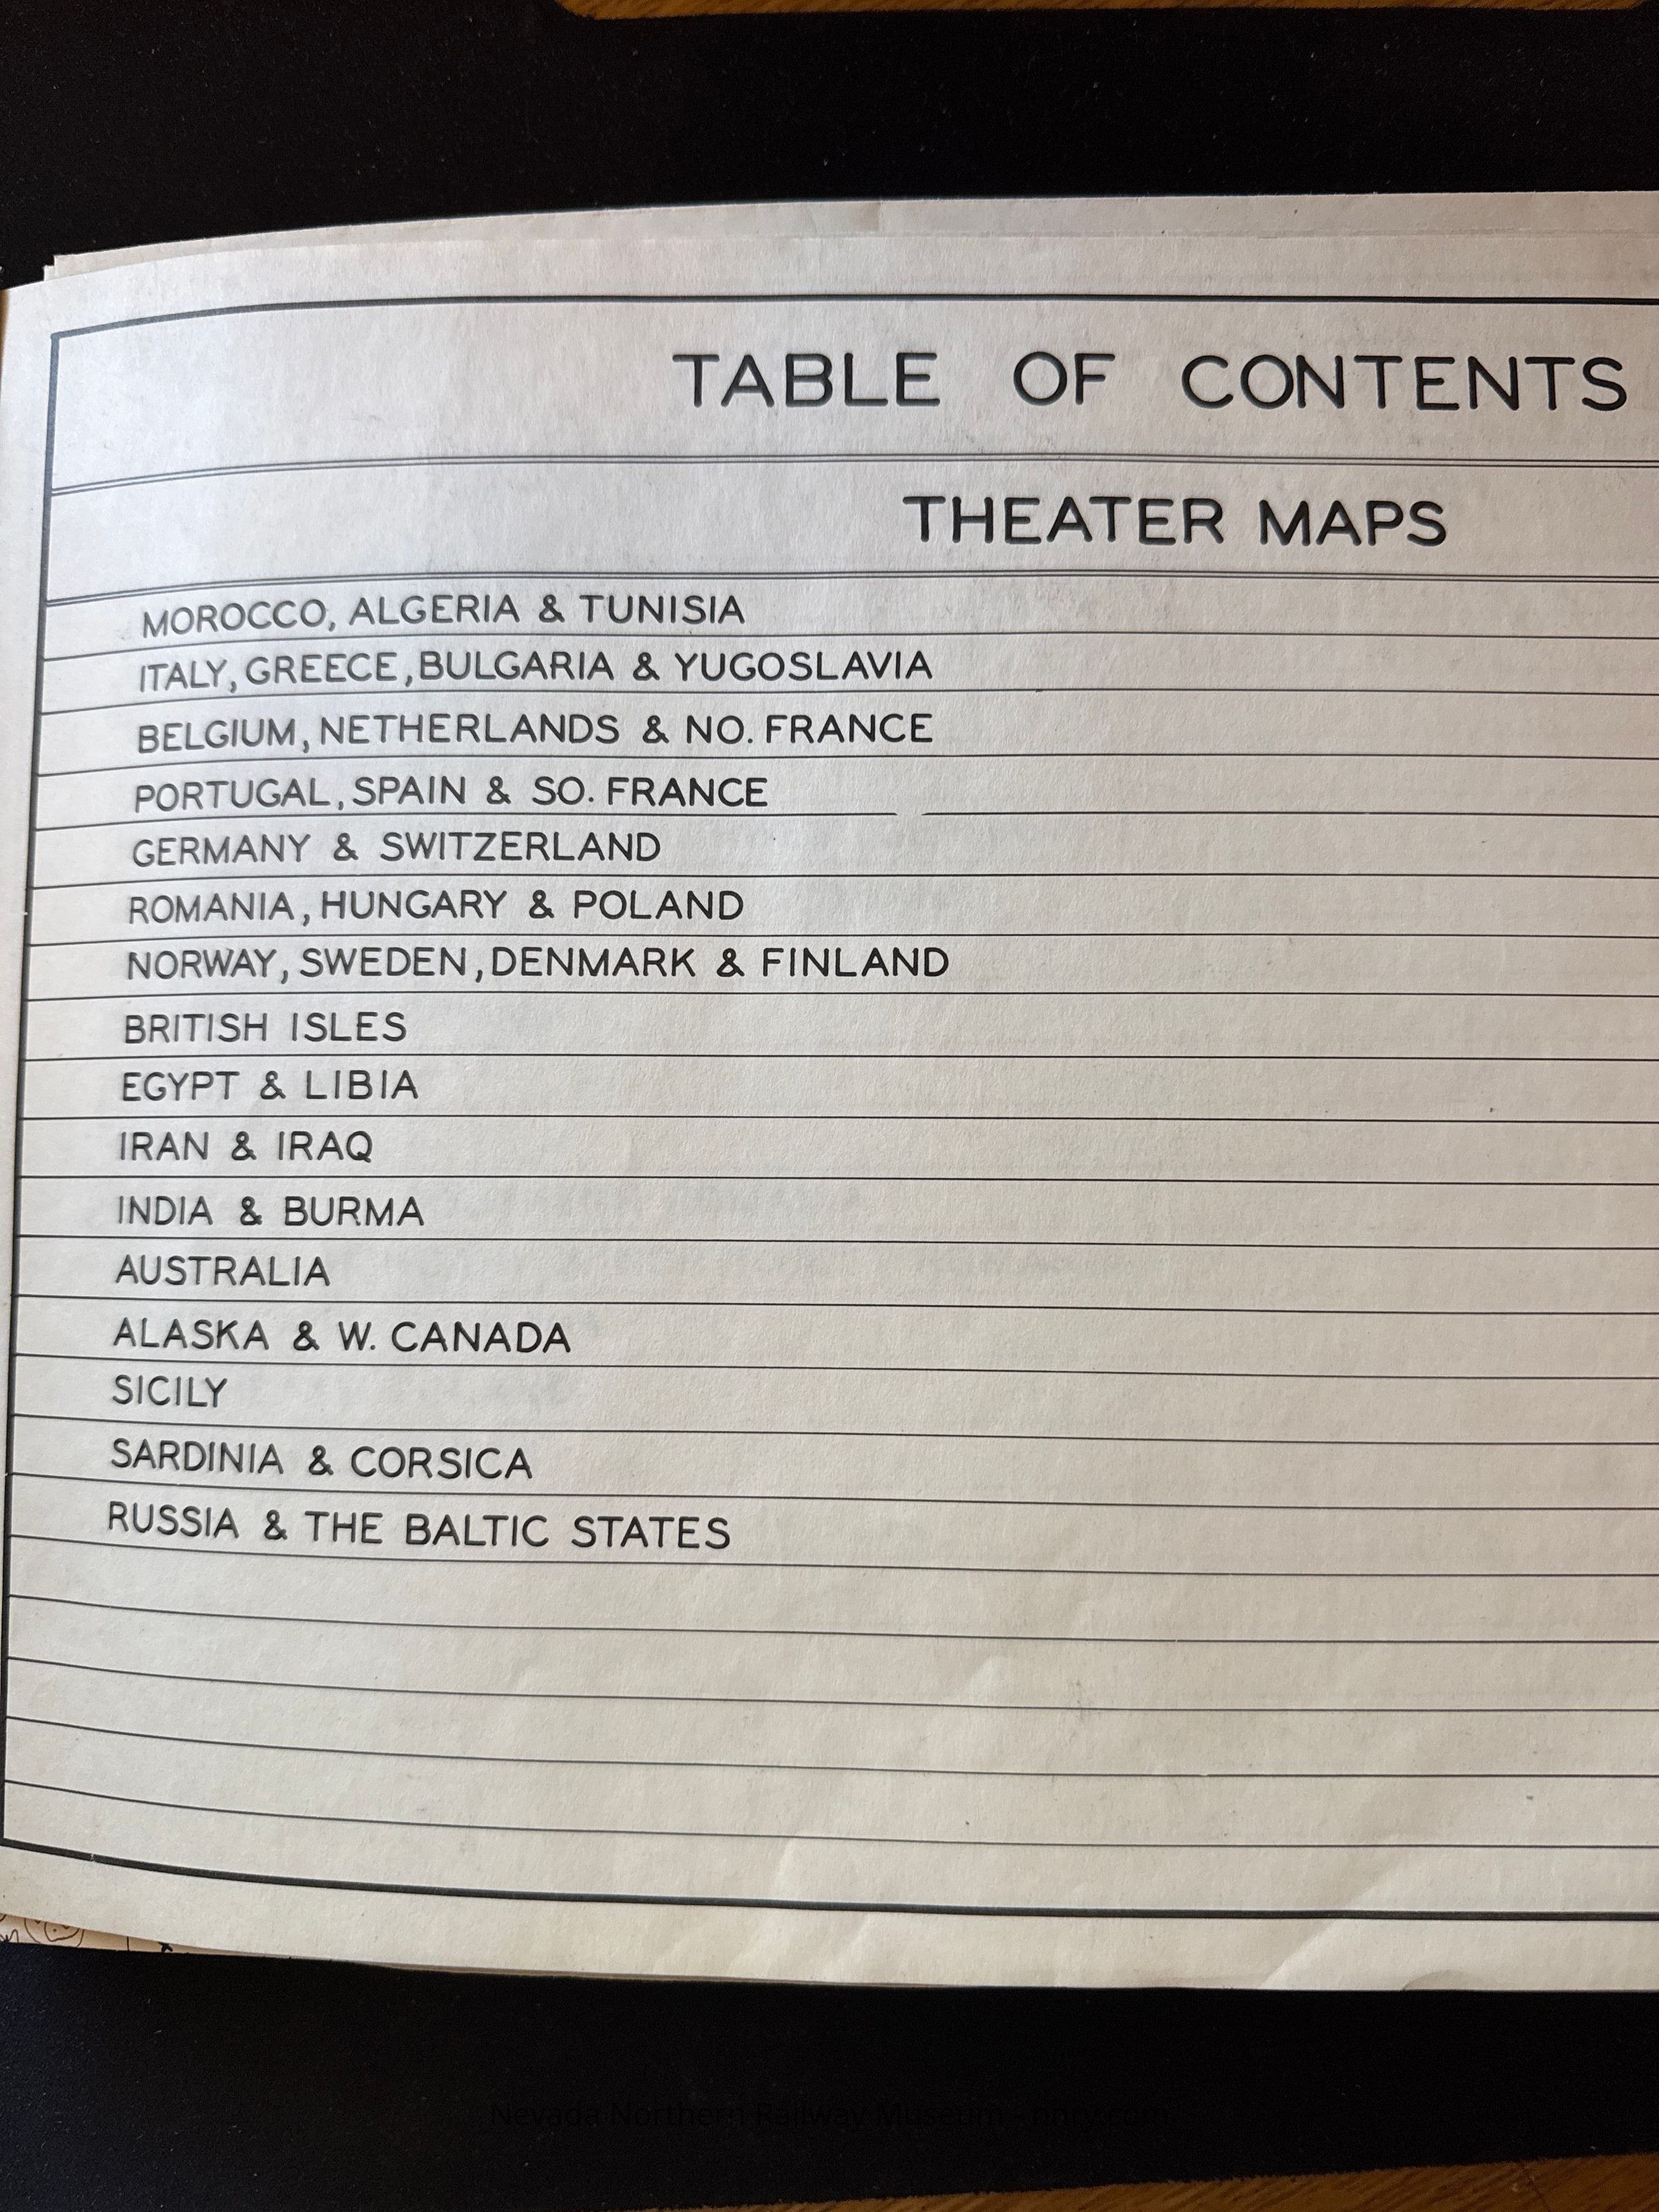 TABLE OF CONTENTS
THEATER MAPS
MOROCCO, ALGERIA & TUNISIA
ITALY, GREECE, BULGARIA & YUGOSLAVIA
BELGIUM, NETHERLANDS & NO. FRANCE
PORTUGAL, SPAIN & SO. FRANCE
GERMANY & SWITZERLAND
ROMANIA, HUNGARY & POLAND
NORWAY, SWEDEN, DENMARK & FINLAND
BRITISH ISLES
EGYPT & LIBIA
IRAN & IRAQ
INDIA & BURMA
AUSTRALIA
ALASKA & W. CANADA
SICILY
SARDINIA & CORSICA
RUSSIA & THE BALTIC STATES
Nevada Northern Railway Museum - nnry.com